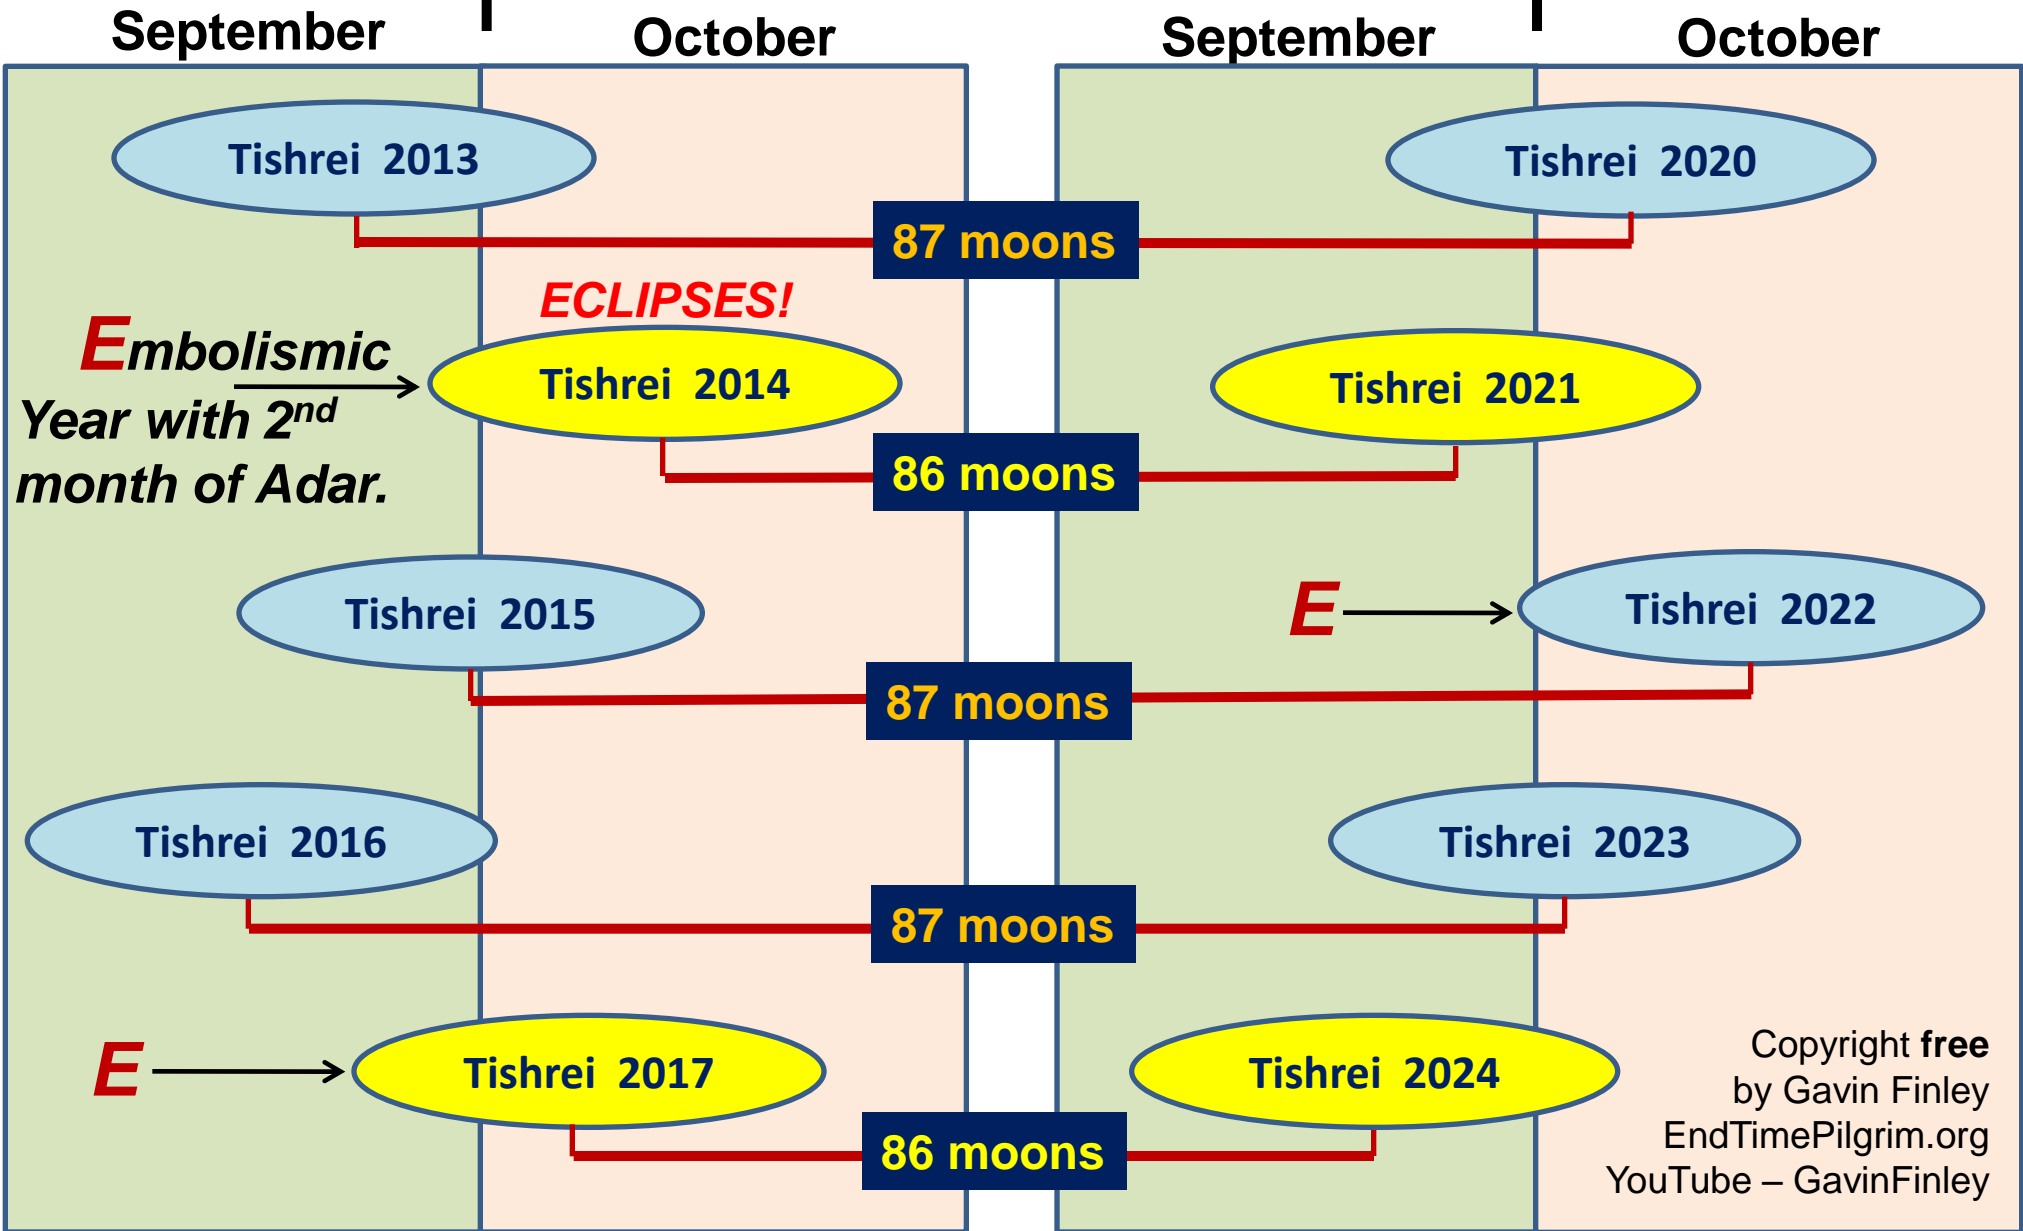 September October September October
Tishrei 2013 Tishrei 2020
87 moons
ECLIPSES!
Embolismic
Year with 2nd
month of Adar.
Tishrei 2014 Tishrei 2021
86 moons
Tishrei 2015 E Tishrei 2022
87 moons
Tishrei 2016 Tishrei 2023
87 moons
E Tishrei 2017 Tishrei 2024
86 moons
Copyright free
by Gavin Finley
EndTimePilgrim.org
YouTube – GavinFinley